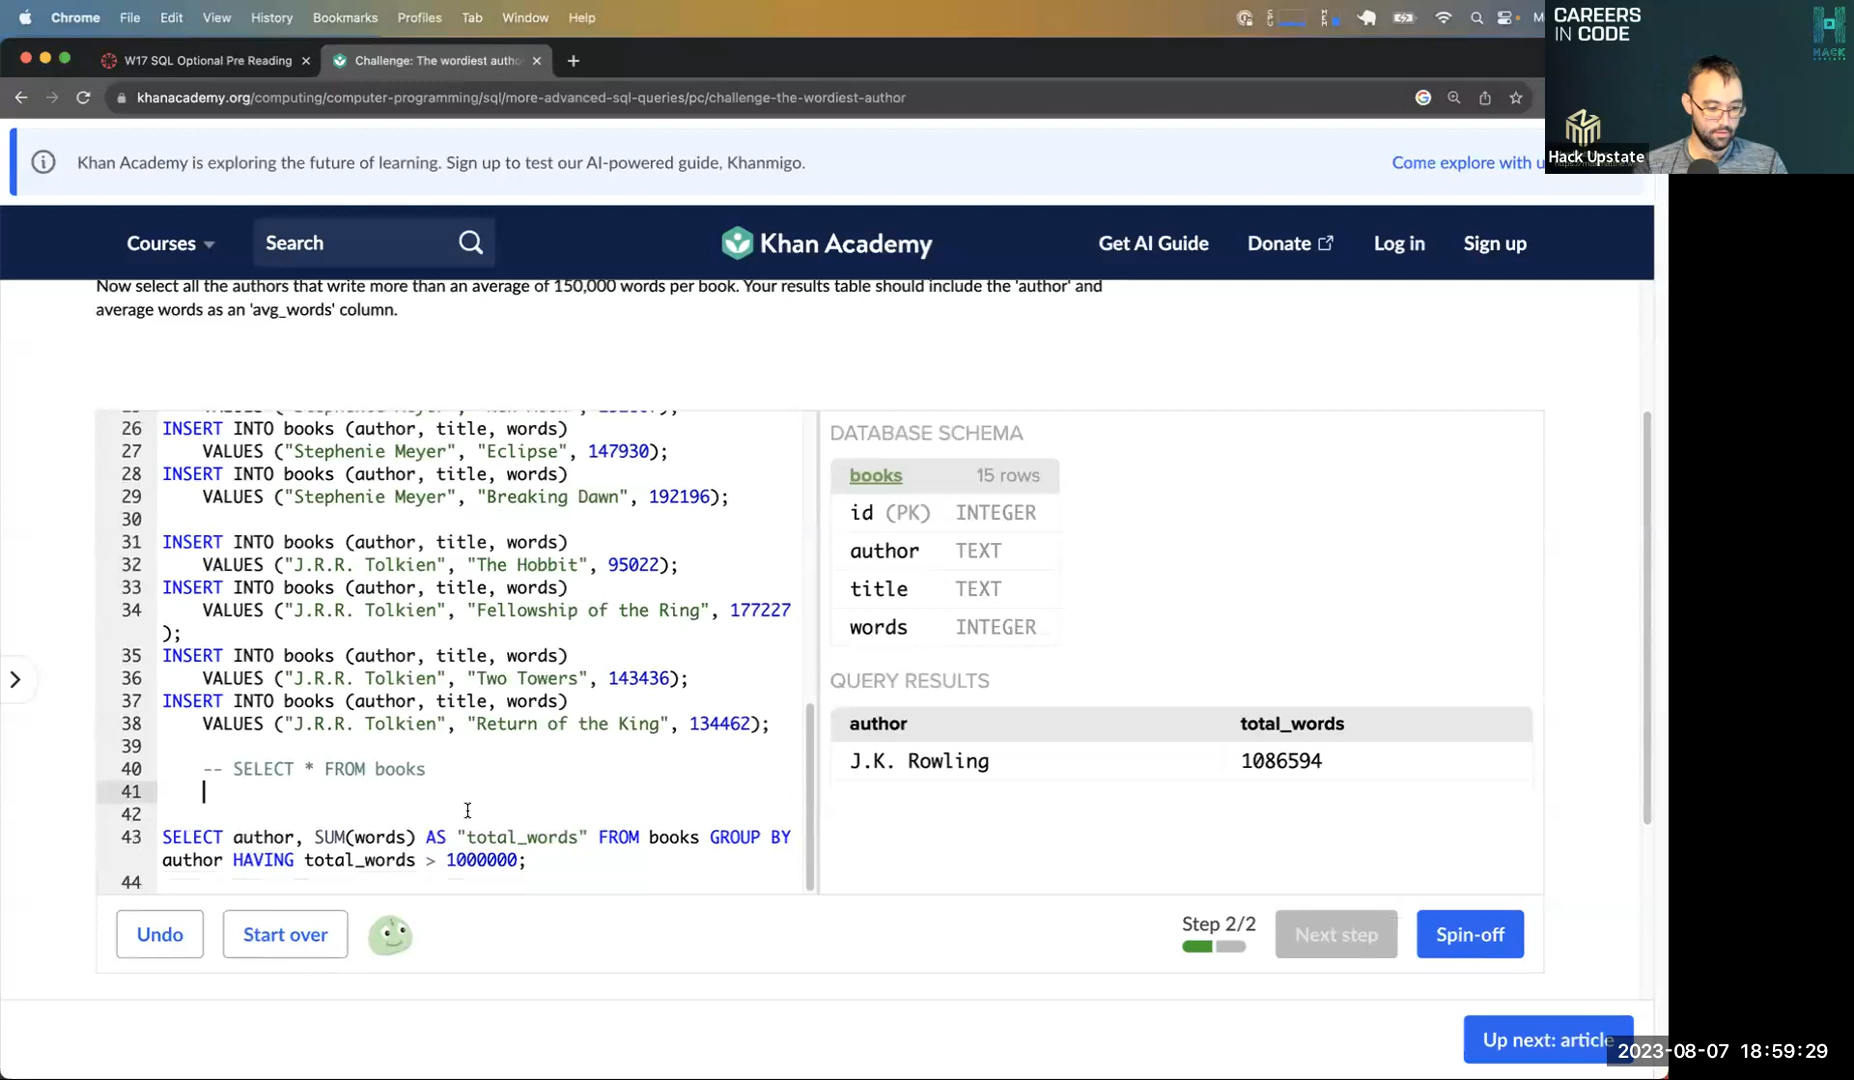 Chrome File Edit View History Bookmarks Profiles Tab Window Help
CAREERS
IN CODE
HACK
W17 SQL Optional Pre Reading
Challenge: The wordiest autho
khanacademy.org/computing/computer-programming/sql/more-advanced-sql-queries/pc/challenge-the-wordiest-author
Hack Upstate
Khan Academy is exploring the future of learning. Sign up to test our AI-powered guide, Khanmigo.
Come explore with u
Courses
Search
Khan Academy
Get AI Guide
Donate
Log in
Sign up
Now select all the authors that write more than an average of 150,000 words per book. Your results table should include the 'author' and
average words as an 'avg_words' column.
26 INSERT INTO books (author, title, words)
27 VALUES ("Stephenie Meyer", "Eclipse", 147930);
28 INSERT INTO books (author, title, words)
29 VALUES ("Stephenie Meyer", "Breaking Dawn", 192196);
30
31 INSERT INTO books (author, title, words)
32 VALUES ("J.R.R. Tolkien", "The Hobbit", 95022);
33 INSERT INTO books (author, title, words)
34 VALUES ("J.R.R. Tolkien", "Fellowship of the Ring", 177227
);
35 INSERT INTO books (author, title, words)
36 VALUES ("J.R.R. Tolkien", "Two Towers", 143436);
37 INSERT INTO books (author, title, words)
38 VALUES ("J.R.R. Tolkien", "Return of the King", 134462);
39
40 -- SELECT * FROM books
41
42
43 SELECT author, SUM(words) AS "total_words" FROM books GROUP BY
author HAVING total_words > 1000000;
44
DATABASE SCHEMA
books 15 rows
id (PK) INTEGER
author TEXT
title TEXT
words INTEGER
QUERY RESULTS
author total_words
J.K. Rowling 1086594
Undo
Start over
Step 2/2
Next step
Spin-off
Up next: article
2023-08-07 18:59:29